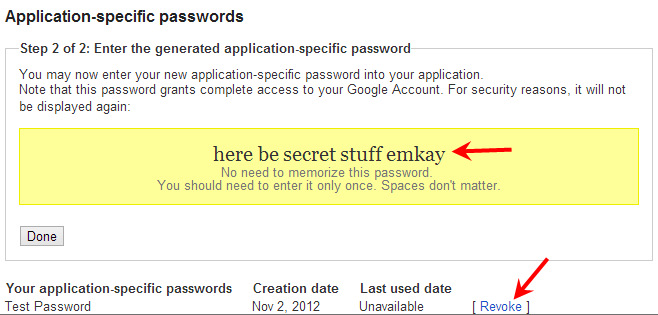 Application-specific passwords
Step 2 of 2: Enter the generated application-specific password
You may now enter your new application-specific password into your application.
Note that this password grants complete access to your Google Account. For security reasons, it will not
be displayed again:
here be secret stuff emkay
No need to memorize this password.
You should need to enter it only once. Spaces don't matter.
Done
Your application-specific passwords Creation date Last used date
Test Password Nov 2, 2012 Unavailable [ Revoke ]